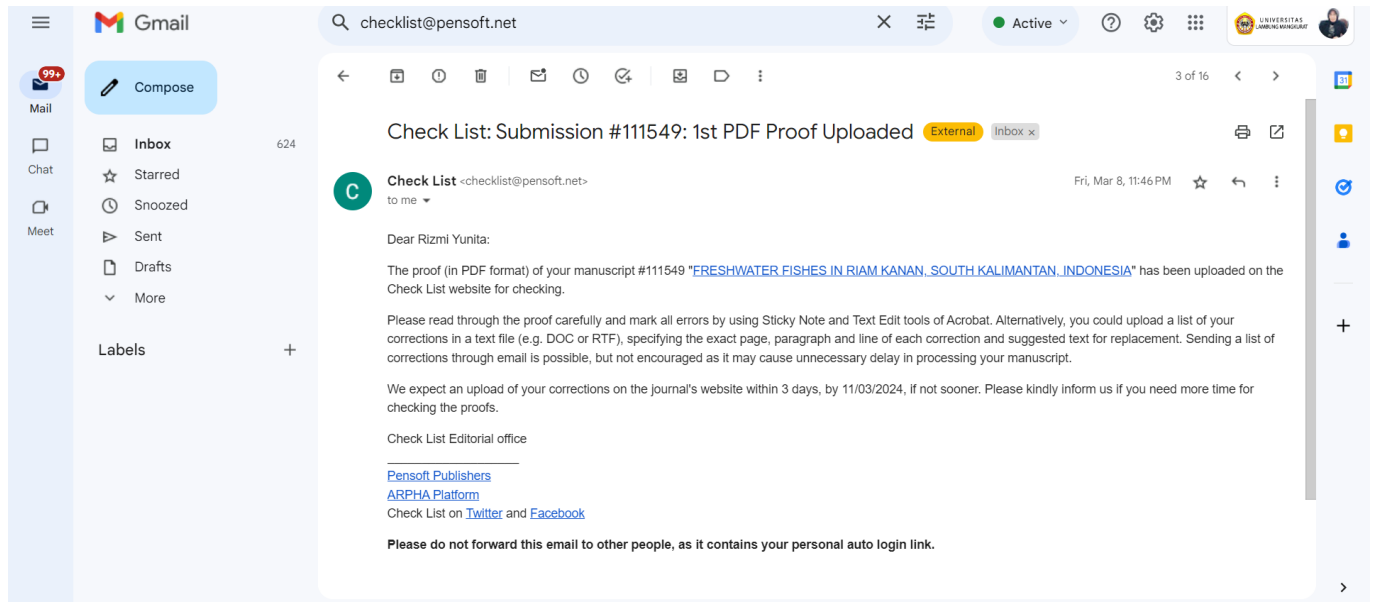 Gmail
checklist@pensoft.net
Active
UNIVERSITAS
LAMBUNG MANGKURAT
99+
Mail
Chat
Meet
Compose
Inbox 624
Starred
Snoozed
Sent
Drafts
More
Labels
3 of 16
31
Check List: Submission #111549: 1st PDF Proof Uploaded External Inbox ×
C
Check List <checklist@pensoft.net> Fri, Mar 8, 11:46 PM
to me
Dear Rizmi Yunita:
The proof (in PDF format) of your manuscript #111549 "FRESHWATER FISHES IN RIAM KANAN, SOUTH KALIMANTAN, INDONESIA" has been uploaded on the
Check List website for checking.
Please read through the proof carefully and mark all errors by using Sticky Note and Text Edit tools of Acrobat. Alternatively, you could upload a list of your
corrections in a text file (e.g. DOC or RTF), specifying the exact page, paragraph and line of each correction and suggested text for replacement. Sending a list of
corrections through email is possible, but not encouraged as it may cause unnecessary delay in processing your manuscript.
We expect an upload of your corrections on the journal's website within 3 days, by 11/03/2024, if not sooner. Please kindly inform us if you need more time for
checking the proofs.
Check List Editorial office
Pensoft Publishers
ARPHA Platform
Check List on Twitter and Facebook
Please do not forward this email to other people, as it contains your personal auto login link.